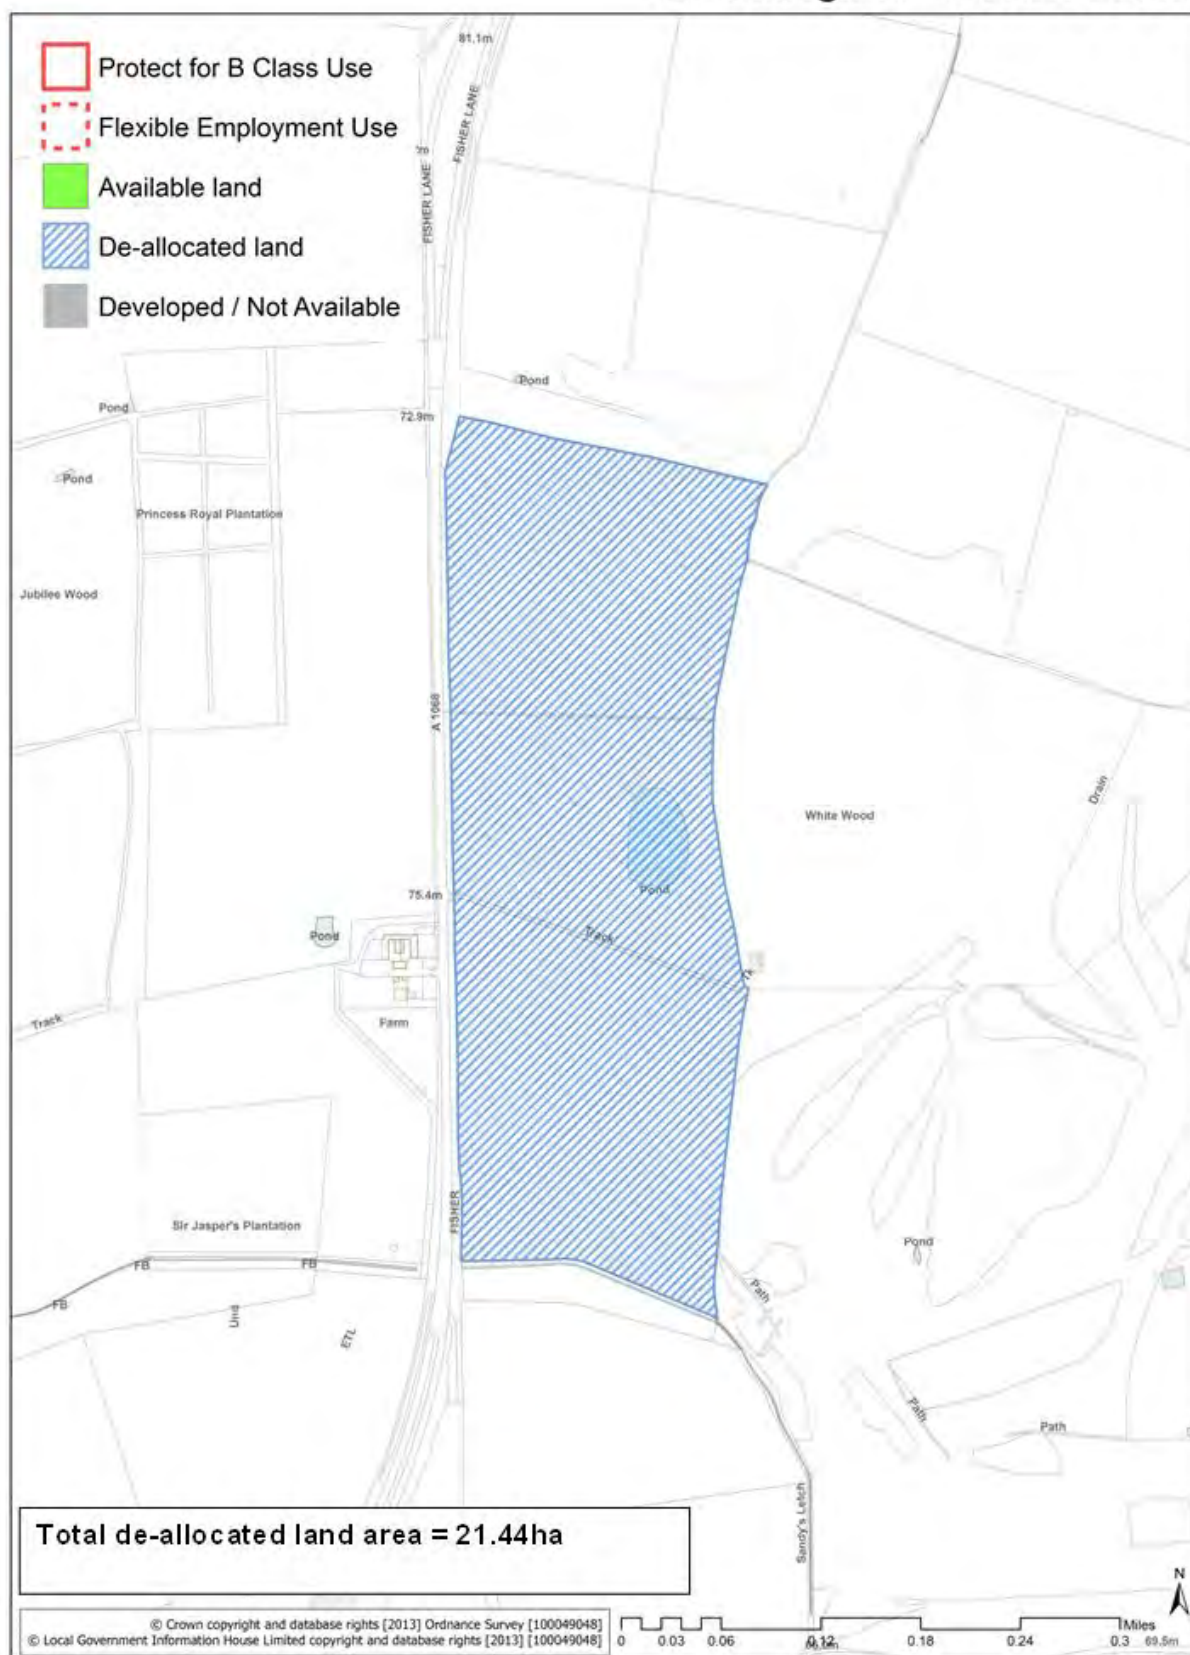 81.1m
Protect for B Class Use
Flexible Employment Use
Available land
De-allocated land
Developed / Not Available
FISHER LANE
FISHER LANE
Pond
Pond
72.9m
Pond
Princess Royal Plantation
Jubilee Wood
A 1068
Drain
White Wood
Pond
75.4m
Pond
Track
Track
Farm
FISHER
Sir Jasper's Plantation
FB
FB
FB
Und
ETL
Pond
Path
Path
Path
Sandy's Letch
Total de-allocated land area = 21.44ha
N
© Crown copyright and database rights [2013] Ordnance Survey [100049048]
© Local Government Information House Limited copyright and database rights [2013] [100049048]
Miles
0 0.03 0.06 0.12 0.18 0.24 0.3 69.5m